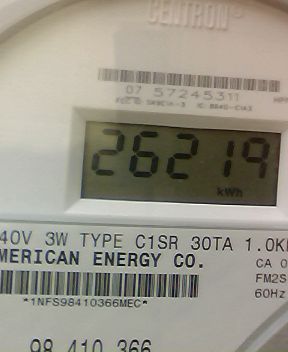 CENTRON®
07 57245311
26219
kWh
40V 3W TYPE C1SR 30TA 1.0K
MERICAN ENERGY CO.
CA 0
FM2S
*1NFS98410366MEC*
60Hz
98 410 366